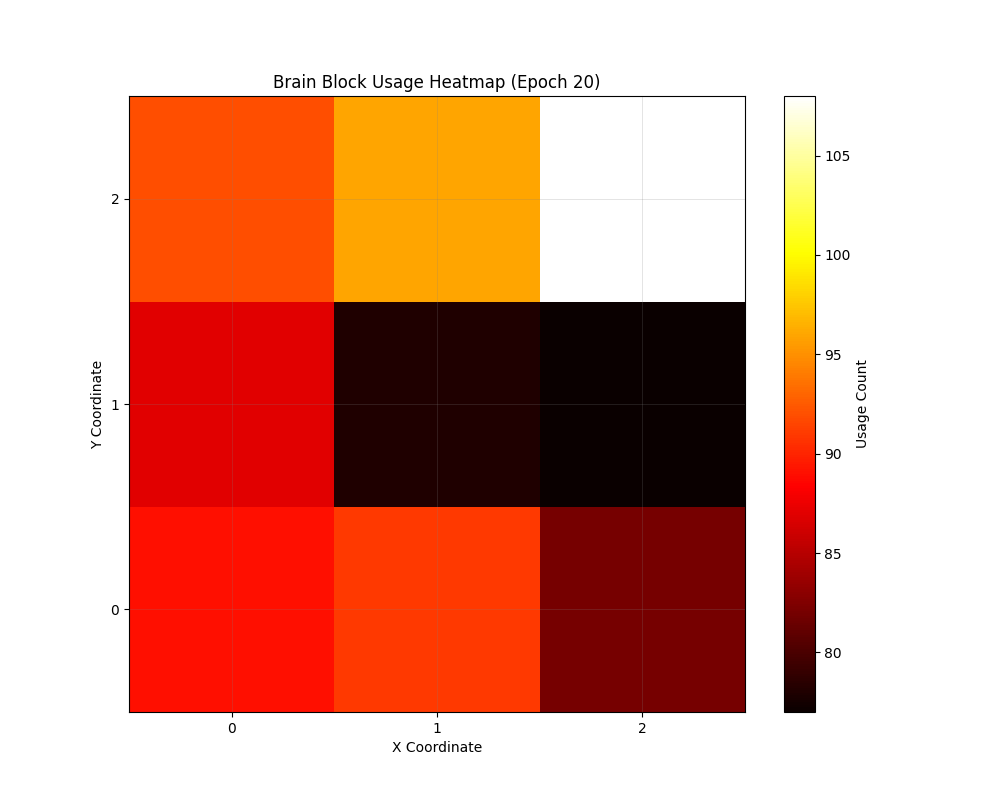 Brain Block Usage Heatmap (Epoch 20)
2
1
0
Y Coordinate
0 1 2
X Coordinate
105
100
95
90
85
80
Usage Count